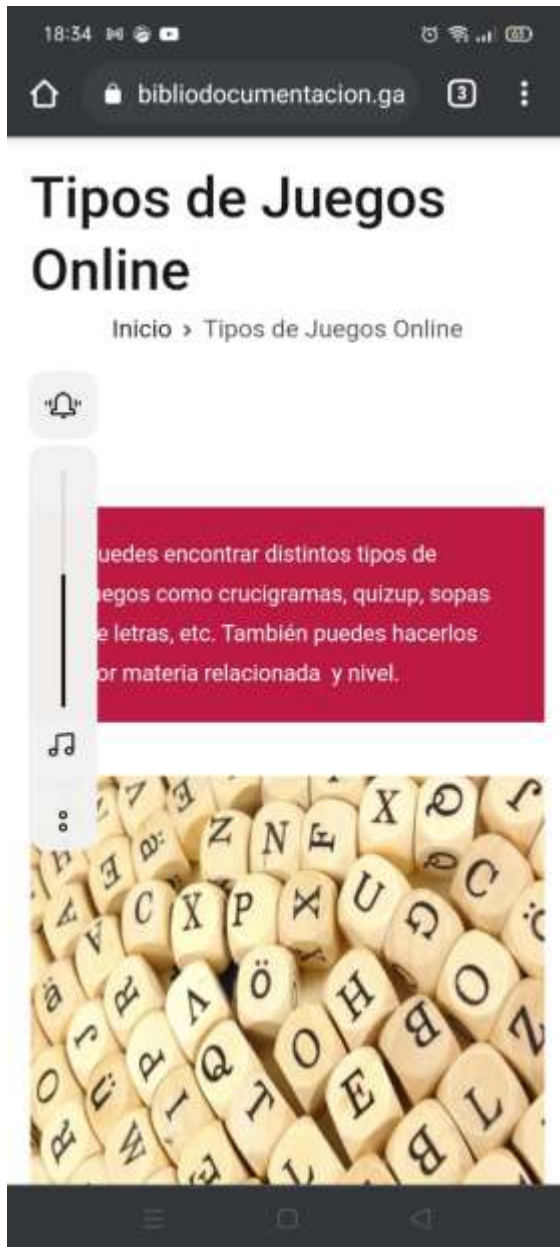 18:34
bibliodocumentacion.ga
3
Tipos de Juegos
Online
Inicio › Tipos de Juegos Online
uedes encontrar distintos tipos de
egos como crucigramas, quizup, sopas
e letras, etc. También puedes hacerlos
or materia relacionada y nivel.